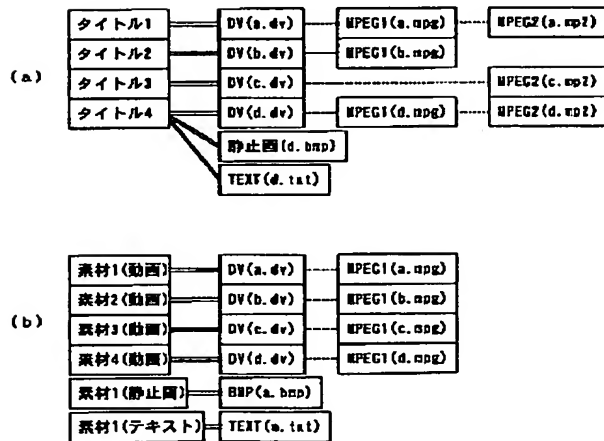 (a)
タイトル1 DV(a.dv) MPEG1(a.mpg) MPEG2(a.mp2)
タイトル2 DV(b.dv) MPEG1(b.mpg)
タイトル3 DV(c.dv) MPEG2(c.mp2)
タイトル4 DV(d.dv) MPEG1(d.mpg) MPEG2(d.mp2)
静止画(d.bmp)
TEXT(d.txt)
(b)
素材1(動画) DV(a.dv) MPEG1(a.mpg)
素材2(動画) DV(b.dv) MPEG1(b.mpg)
素材3(動画) DV(c.dv) MPEG1(c.mpg)
素材4(動画) DV(d.dv) MPEG1(d.mpg)
素材1(静止画) BMP(a.bmp)
素材1(テキスト) TEXT(a.txt)